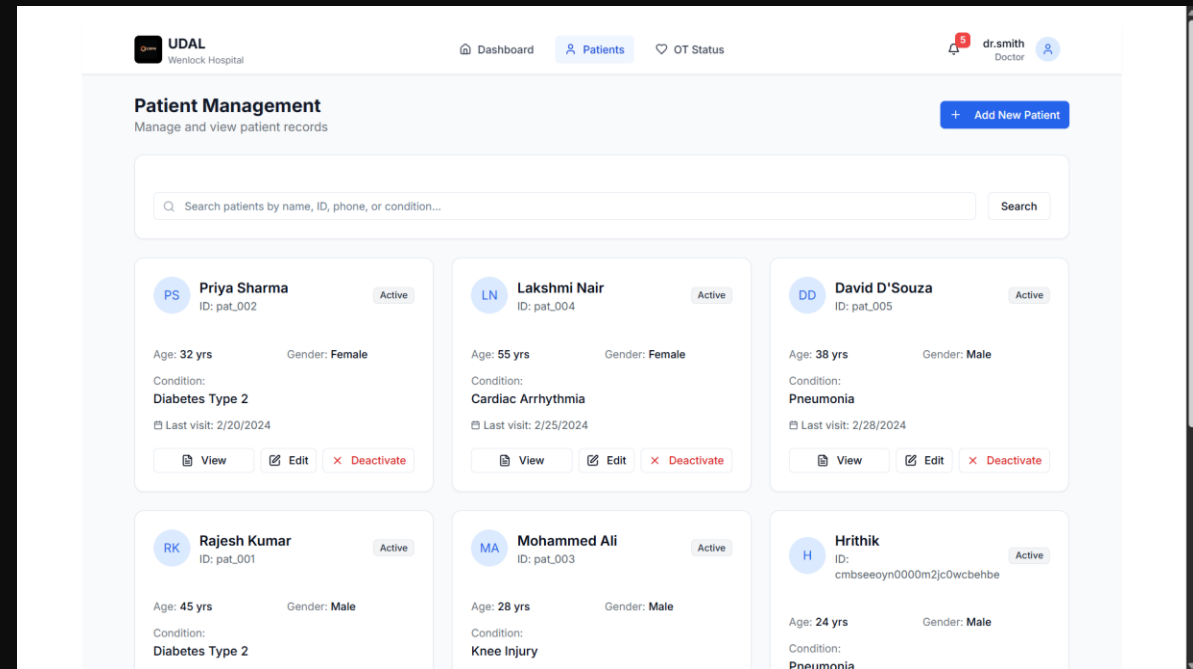 UDAL
Wenlock Hospital
Dashboard
Patients
OT Status
5
dr.smith
Doctor
Patient Management
Manage and view patient records
+ Add New Patient
Search patients by name, ID, phone, or condition...
Search
PS
Priya Sharma
ID: pat_002
Active
Age: 32 yrs Gender: Female
Condition:
Diabetes Type 2
Last visit: 2/20/2024
View Edit Deactivate
LN
Lakshmi Nair
ID: pat_004
Active
Age: 55 yrs Gender: Female
Condition:
Cardiac Arrhythmia
Last visit: 2/25/2024
View Edit Deactivate
DD
David D'Souza
ID: pat_005
Active
Age: 38 yrs Gender: Male
Condition:
Pneumonia
Last visit: 2/28/2024
View Edit Deactivate
RK
Rajesh Kumar
ID: pat_001
Active
Age: 45 yrs Gender: Male
Condition:
Diabetes Type 2
MA
Mohammed Ali
ID: pat_003
Active
Age: 28 yrs Gender: Male
Condition:
Knee Injury
H
Hrithik
ID:
cmbseeoyn0000m2jc0wcbehbe
Active
Age: 24 yrs Gender: Male
Condition:
Pneumonia